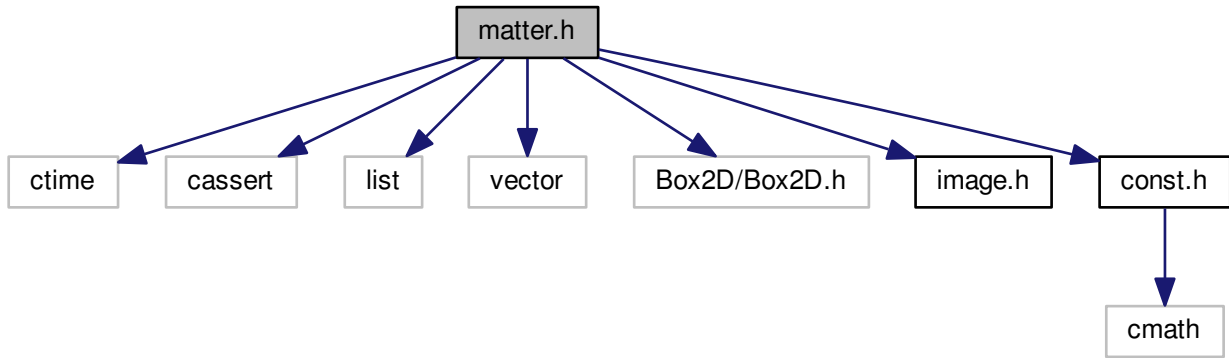 matter.h
ctime
cassert
list
vector
Box2D/Box2D.h
image.h
const.h
cmath